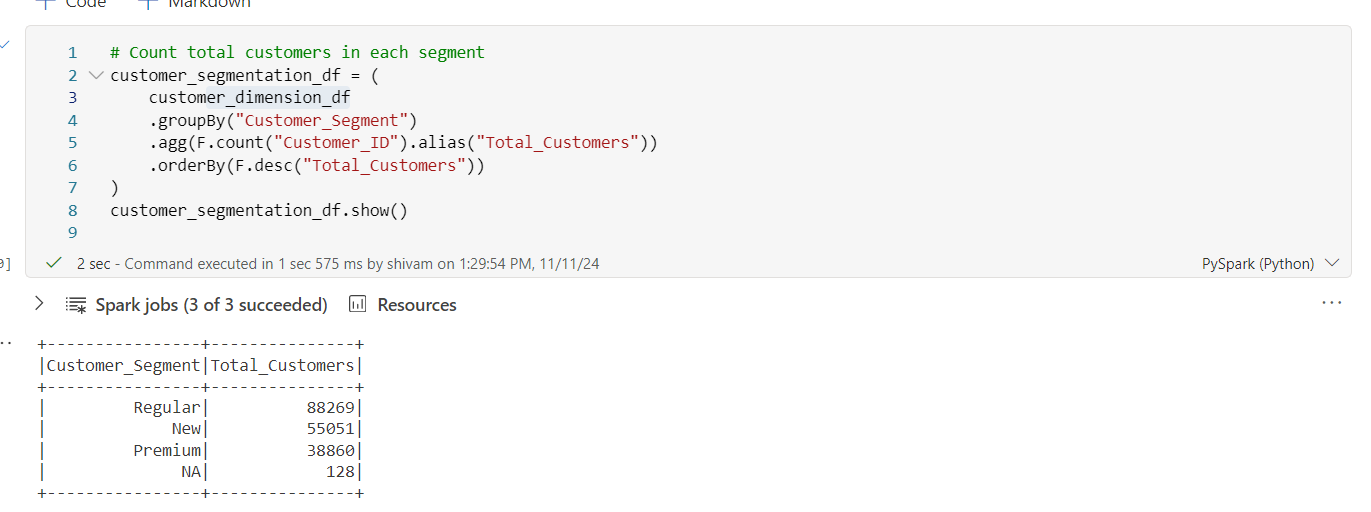 Code Markdown
1 # Count total customers in each segment
2 customer_segmentation_df = (
3 customer_dimension_df
4 .groupBy("Customer_Segment")
5 .agg(F.count("Customer_ID").alias("Total_Customers"))
6 .orderBy(F.desc("Total_Customers"))
7 )
8 customer_segmentation_df.show()
9
] 2 sec - Command executed in 1 sec 575 ms by shivam on 1:29:54 PM, 11/11/24 PySpark (Python)
Spark jobs (3 of 3 succeeded) Resources ...
+----------------+---------------+
|Customer_Segment|Total_Customers|
+----------------+---------------+
| Regular| 88269|
| New| 55051|
| Premium| 38860|
| NA| 128|
+----------------+---------------+